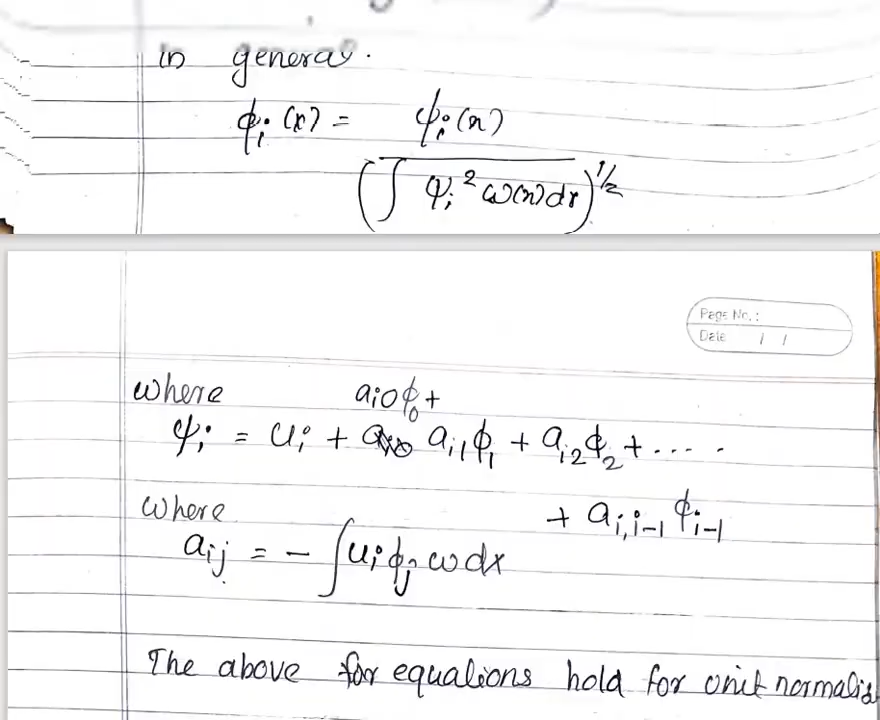 in general.
ϕᵢ(x) = ψᵢ(x)
(∫ ψᵢ² ω(x) dx)^1/2
Page No. :
Date / /
where aᵢ₀ϕ₀ +
ψᵢ = uᵢ + aᵢ₁ϕ₁ + aᵢ₂ϕ₂ + .... .
where + aᵢ,ᵢ₋₁ ϕᵢ₋₁
aᵢⱼ = - ∫ uᵢ ϕⱼ ω dx
The above for equations hold for unit normalis